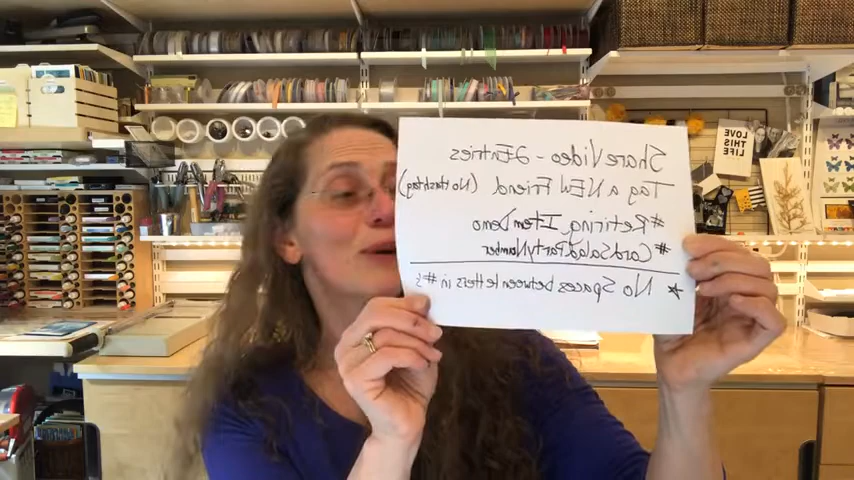 Share Video - 2 Entries
Tag a NEW Friend (No Hashtag)
#Retiring Item Demo
#CardSaladPartyNumber
★ No Spaces between letters in #'s
LOVE
THIS
LIFE